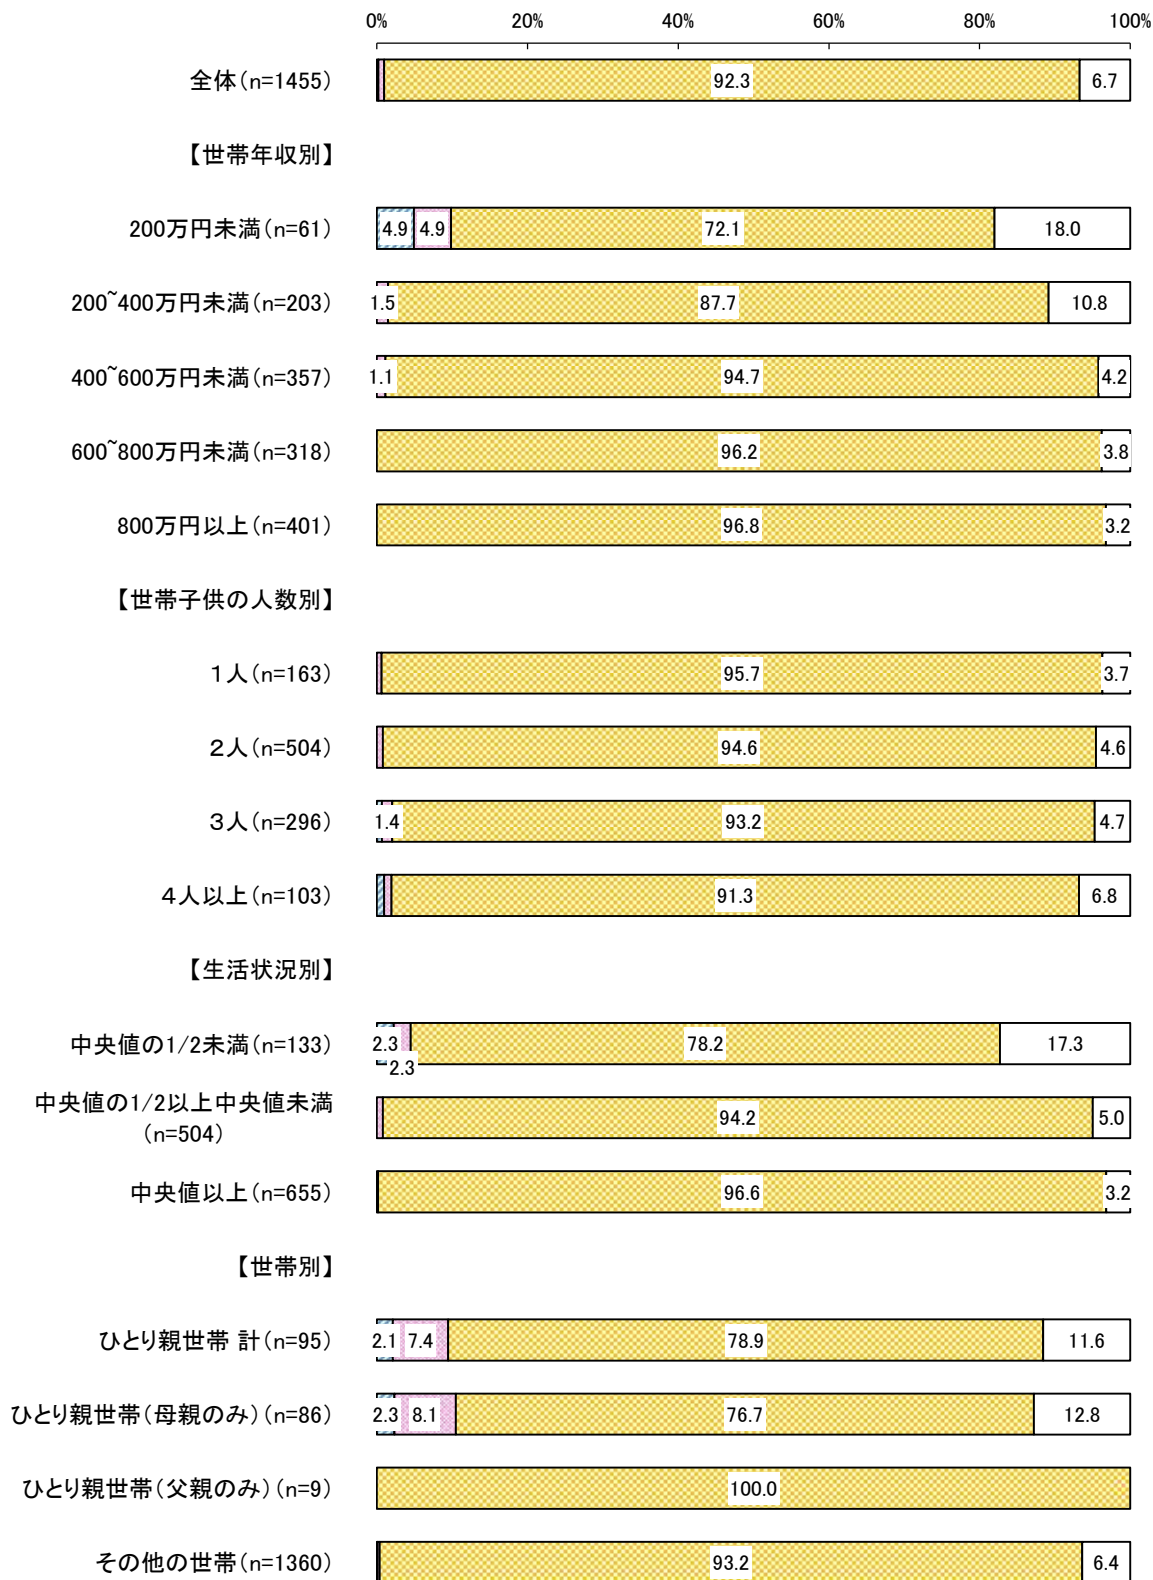 0% 20% 40% 60% 80% 100%
全体(n=1455) 92.3 6.7
【世帯年収別】
200万円未満(n=61) 4.9 4.9 72.1 18.0
200~400万円未満(n=203) 1.5 87.7 10.8
400~600万円未満(n=357) 1.1 94.7 4.2
600~800万円未満(n=318) 96.2 3.8
800万円以上(n=401) 96.8 3.2
【世帯子供の人数別】
1人(n=163) 95.7 3.7
2人(n=504) 94.6 4.6
3人(n=296) 1.4 93.2 4.7
4人以上(n=103) 91.3 6.8
【生活状況別】
中央値の1/2未満(n=133) 2.3 78.2 17.3
2.3
中央値の1/2以上中央値未満
(n=504) 94.2 5.0
中央値以上(n=655) 96.6 3.2
【世帯別】
ひとり親世帯 計(n=95) 2.1 7.4 78.9 11.6
ひとり親世帯(母親のみ)(n=86) 2.3 8.1 76.7 12.8
ひとり親世帯(父親のみ)(n=9) 100.0
その他の世帯(n=1360) 93.2 6.4